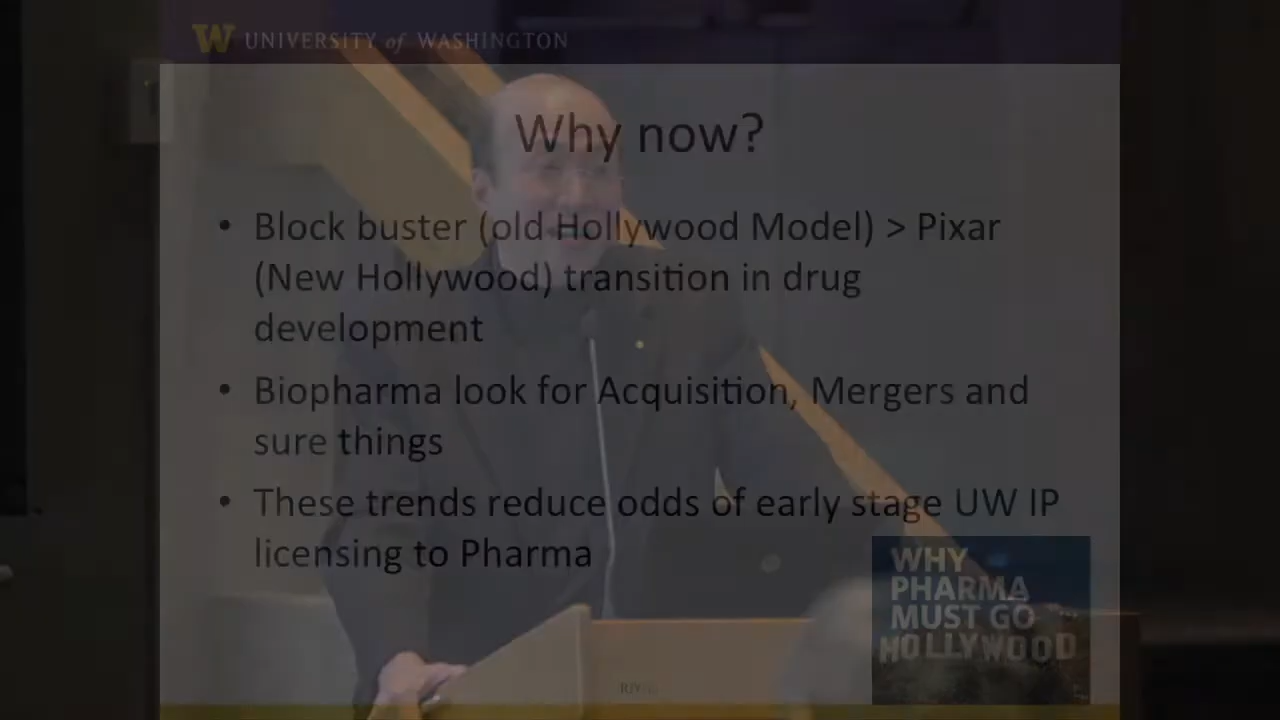 W UNIVERSITY of WASHINGTON
Why now?
• Block buster (old Hollywood Model) > Pixar
(New Hollywood) transition in drug
development
• Biopharma look for Acquisition, Mergers and
sure things
• These trends reduce odds of early stage UW IP
licensing to Pharma
WHY
PHARMA
MUST GO
HOLLYWOOD